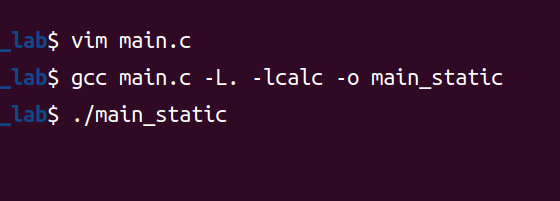 _lab$ vim main.c
_lab$ gcc main.c -L. -lcalc -o main_static
_lab$ ./main_static